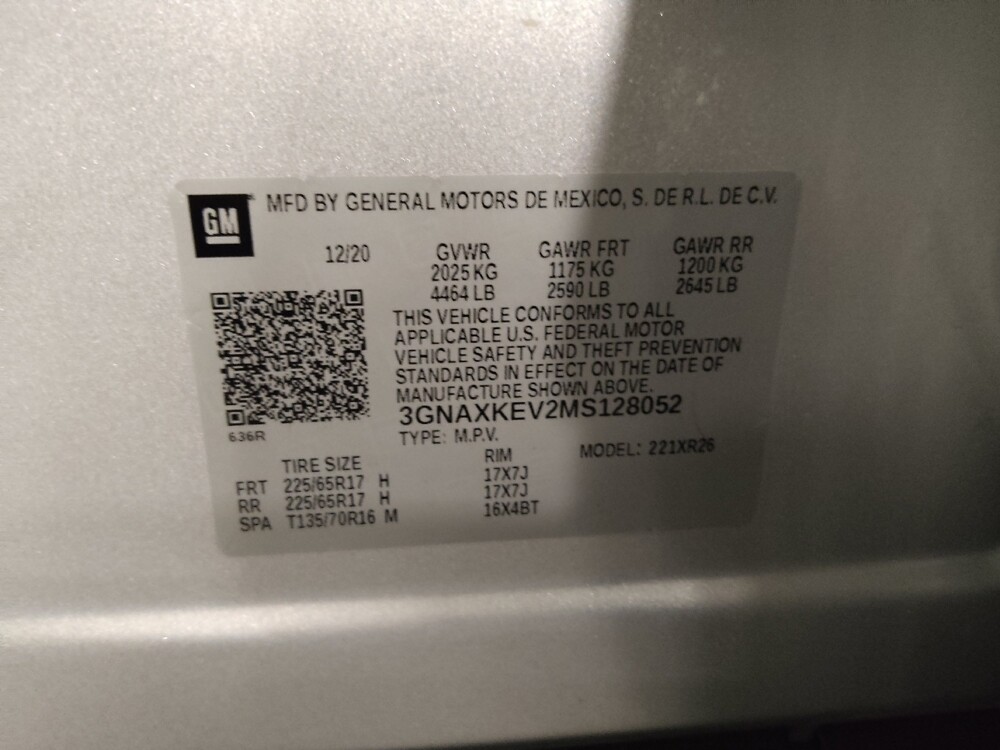 GM MFD BY GENERAL MOTORS DE MEXICO, S. DE R.L. DE C.V.
12/20 GVWR GAWR FRT GAWR RR
2025 KG 1175 KG 1200 KG
4464 LB 2590 LB 2645 LB
THIS VEHICLE CONFORMS TO ALL
APPLICABLE U.S. FEDERAL MOTOR
VEHICLE SAFETY AND THEFT PREVENTION
STANDARDS IN EFFECT ON THE DATE OF
MANUFACTURE SHOWN ABOVE.
3GNAXKEV2MS128052
636R
TYPE: M.P.V. MODEL: 221XR26
TIRE SIZE RIM
FRT 225/65R17 H 17X7J
RR 225/65R17 H 17X7J
SPA T135/70R16 M 16X4BT